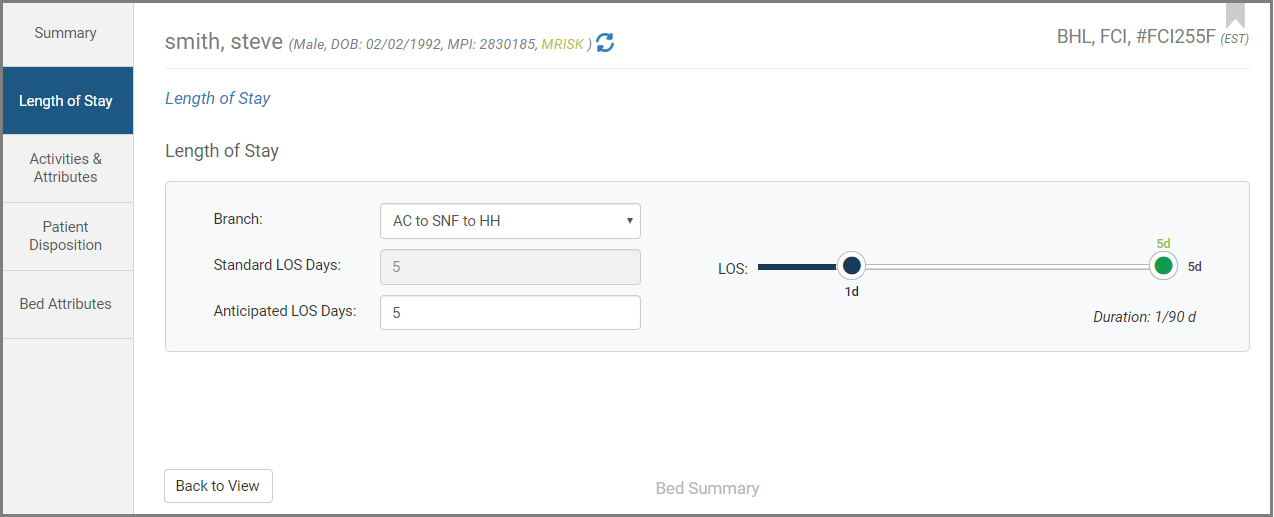 Summary
Length of Stay
Activities &
Attributes
Patient
Disposition
Bed Attributes
smith, steve (Male, DOB: 02/02/1992, MPI: 2830185, MRISK )
BHL, FCI, #FCI255F (EST)
Length of Stay
Length of Stay
Branch:
AC to SNF to HH
Standard LOS Days:
5
Anticipated LOS Days:
5
LOS:
1d
5d
5d
Duration: 1/90 d
Back to View
Bed Summary